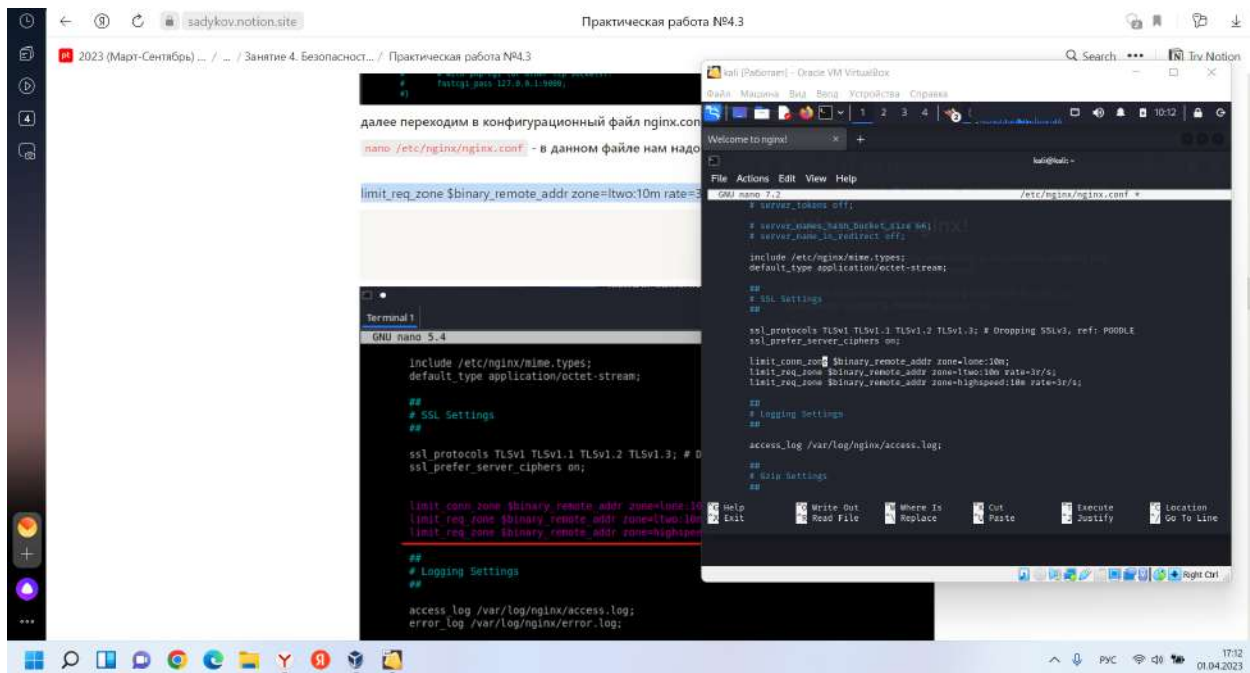 sadykov.notion.site
Практическая работа №4.3
2023 (Март-Сентябрь) ... / ... / Занятие 4. Безопасност... / Практическая работа №4.3
Search ••• Try Notion
fastcgi_pass 127.0.0.1:9000;
#}
далее переходим в конфигурационный файл nginx.con
nano /etc/nginx/nginx.conf - в данном файле нам надо
limit_req_zone $binary_remote_addr zone=ltwo:10m rate=3
Terminal 1
GNU nano 5.4
include /etc/nginx/mime.types;
default_type application/octet-stream;
##
# SSL Settings
##
ssl_protocols TLSv1 TLSv1.1 TLSv1.2 TLSv1.3; # D
ssl_prefer_server_ciphers on;
limit_conn_zone $binary_remote_addr zone=lone:10
limit_req_zone $binary_remote_addr zone=ltwo:10m
limit_req_zone $binary_remote_addr zone=highspee
##
# Logging Settings
##
access_log /var/log/nginx/access.log;
error_log /var/log/nginx/error.log;
kali [Работает] - Oracle VM VirtualBox
Файл Машина Вид Ввод Устройства Справка
1 2 3 4
10:12
Welcome to nginx!
kali@kali: ~
File Actions Edit View Help
GNU nano 7.2 /etc/nginx/nginx.conf *
# server_tokens off;
# server_names_hash_bucket_size 64;
# server_name_in_redirect off;
include /etc/nginx/mime.types;
default_type application/octet-stream;
##
# SSL Settings
##
ssl_protocols TLSv1 TLSv1.1 TLSv1.2 TLSv1.3; # Dropping SSLv3, ref: POODLE
ssl_prefer_server_ciphers on;
limit_conn_zone $binary_remote_addr zone=lone:10m;
limit_req_zone $binary_remote_addr zone=ltwo:10m rate=3r/s;
limit_req_zone $binary_remote_addr zone=highspeed:10m rate=3r/s;
##
# Logging Settings
##
access_log /var/log/nginx/access.log;
##
# Gzip Settings
##
^G Help ^O Write Out ^W Where Is ^K Cut ^T Execute ^C Location
^X Exit ^R Read File ^\ Replace ^U Paste ^J Justify ^/ Go To Line
Right Ctrl
4
РУС
17:12
01.04.2023